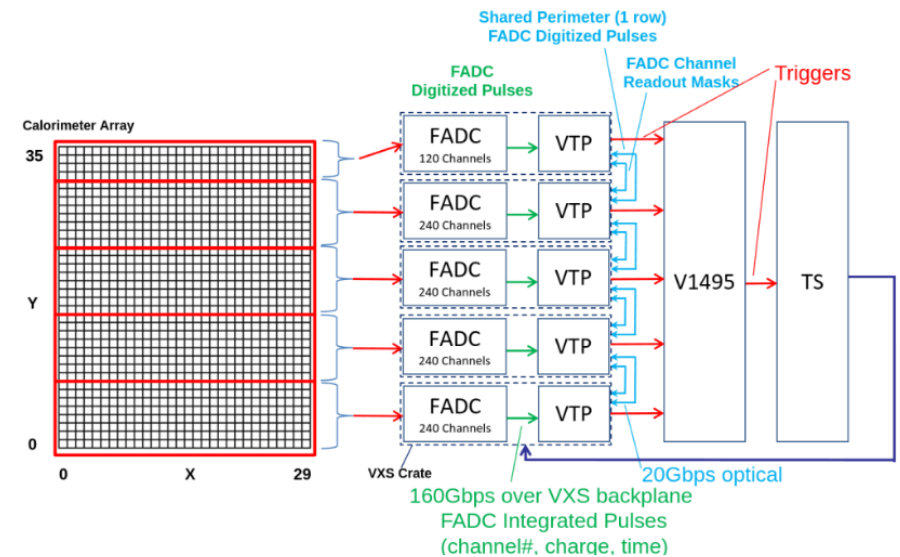 Shared Perimeter (1 row)
FADC Digitized Pulses
FADC Channel
Readout Masks
Triggers
FADC
Digitized Pulses
Calorimeter Array
35
Y
0
0 X 29
FADC
120 Channels
VTP
FADC
240 Channels
VTP
FADC
240 Channels
VTP
FADC
240 Channels
VTP
FADC
240 Channels
VTP
V1495
TS
VXS Crate
20Gbps optical
160Gbps over VXS backplane
FADC Integrated Pulses
(channel#, charge, time)